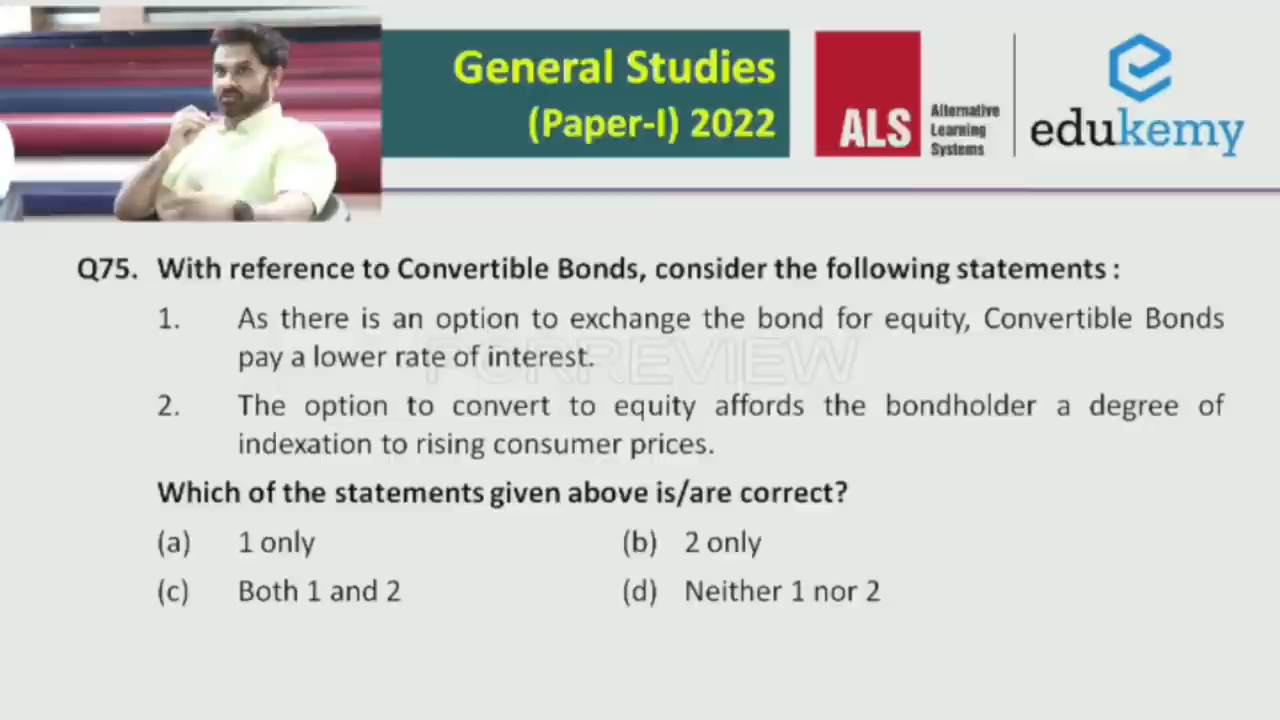 General Studies
(Paper-I) 2022
ALS
Alternative
Learning
Systems
edukemy
Q75. With reference to Convertible Bonds, consider the following statements :
1. As there is an option to exchange the bond for equity, Convertible Bonds
pay a lower rate of interest.
FORREVIEW
2. The option to convert to equity affords the bondholder a degree of
indexation to rising consumer prices.
Which of the statements given above is/are correct?
(a) 1 only (b) 2 only
(c) Both 1 and 2 (d) Neither 1 nor 2